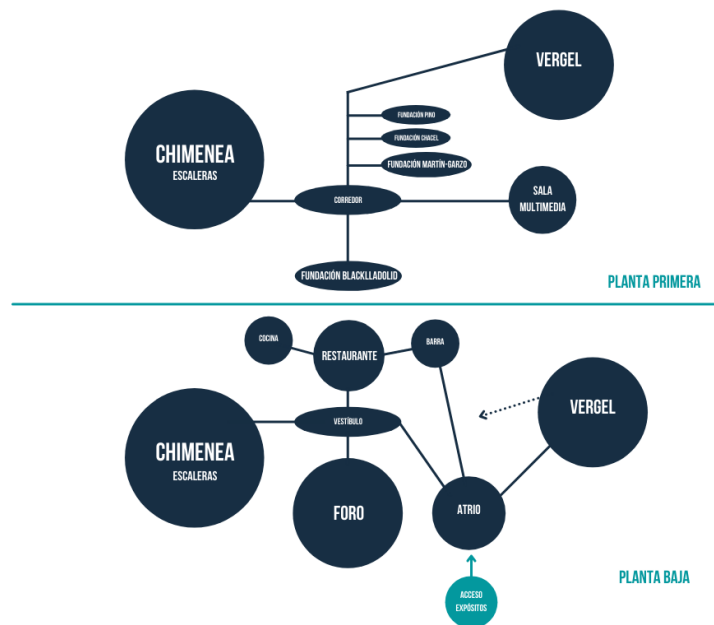 VERGEL
FUNDACIÓN PINO
FUNDACIÓN CHACEL
CHIMENEA
ESCALERAS
FUNDACIÓN MARTÍN-GARZO
CORREDOR
SALA
MULTIMEDIA
FUNDACIÓN BLACKLLADOLID
PLANTA PRIMERA
COCINA
RESTAURANTE
BARRA
VERGEL
VESTÍBULO
CHIMENEA
ESCALERAS
FORO
ATRIO
PLANTA BAJA
ACCESO
EXPÓSITOS